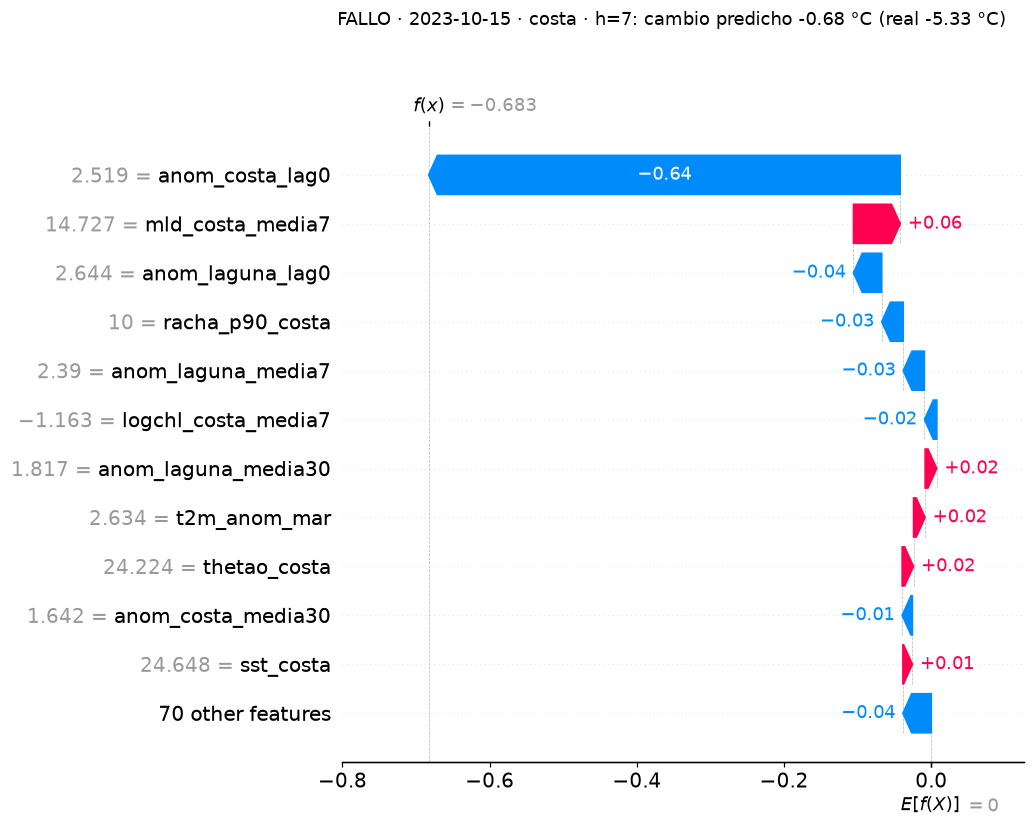 FALLO · 2023-10-15 · costa · h=7: cambio predicho -0.68 °C (real -5.33 °C)
f(x) = −0.683
2.519 = anom_costa_lag0 −0.64
14.727 = mld_costa_media7 +0.06
2.644 = anom_laguna_lag0 −0.04
10 = racha_p90_costa −0.03
2.39 = anom_laguna_media7 −0.03
−1.163 = logchl_costa_media7 −0.02
1.817 = anom_laguna_media30 +0.02
2.634 = t2m_anom_mar +0.02
24.224 = thetao_costa +0.02
1.642 = anom_costa_media30 −0.01
24.648 = sst_costa +0.01
70 other features −0.04
−0.8 −0.6 −0.4 −0.2 0.0
E[f(X)] = 0